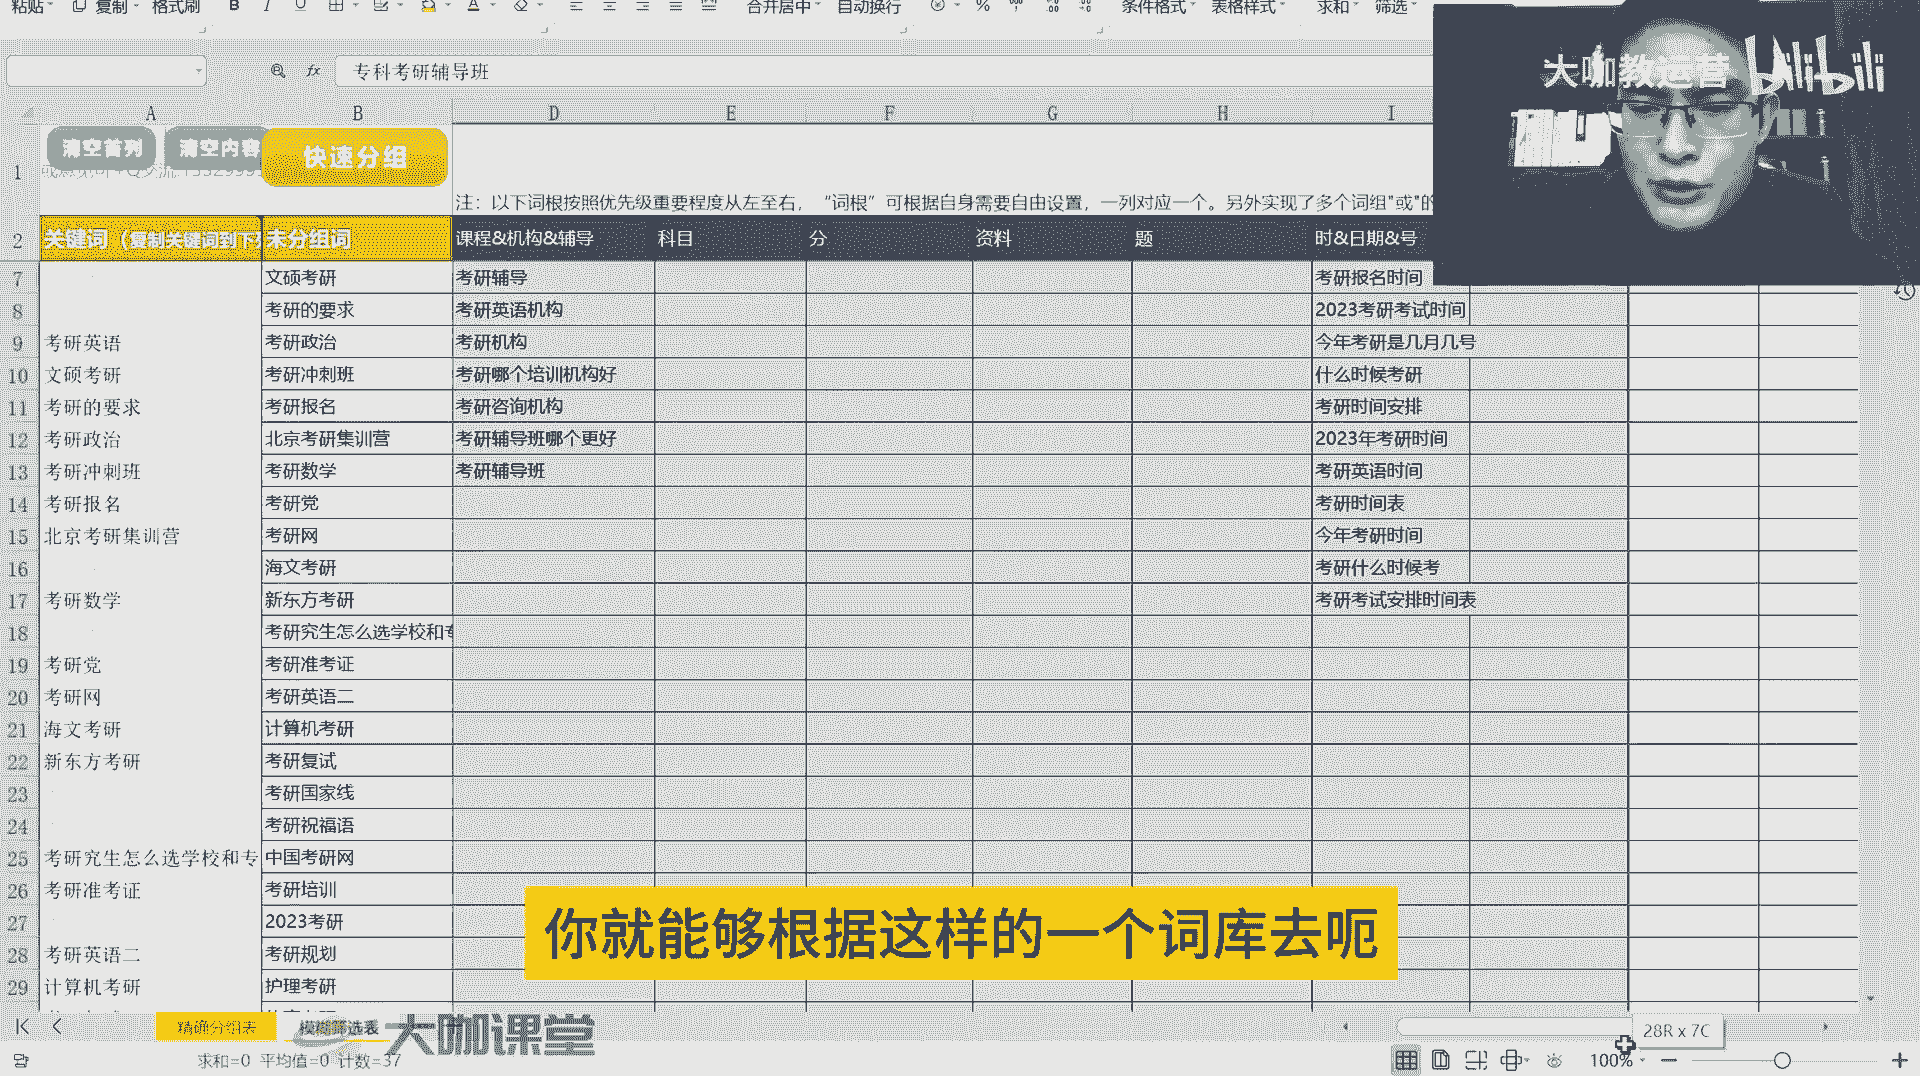 粘贴 复制 格式刷 B I U 合并居中 自动换行 % 条件格式 表格样式 求和 筛选
fx 专科考研辅导班
大咖教运营 bilibili
A B D E F G H I
清空首列 清空内容 快速分组
1
注：以下词根按照优先级重要程度从左至右，“词根”可根据自身需要自由设置，一列对应一个。另外实现了多个词组"或"的
2 关键词（复制关键词到下列 未分组词 课程&机构&辅导 科目 分 资料 题 时&日期&号
7 文硕考研 考研辅导 考研报名时间
8 考研的要求 考研英语机构 2023考研考试时间
9 考研英语 考研政治 考研机构 今年考研是几月几号
10 文硕考研 考研冲刺班 考研哪个培训机构好 什么时候考研
11 考研的要求 考研报名 考研咨询机构 考研时间安排
12 考研政治 北京考研集训营 考研辅导班哪个更好 2023年考研时间
13 考研冲刺班 考研数学 考研辅导班 考研英语时间
14 考研报名 考研党 考研时间表
15 北京考研集训营 考研网 今年考研时间
16 海文考研 考研什么时候考
17 考研数学 新东方考研 考研考试安排时间表
18 考研究生怎么选学校和专
19 考研党 考研准考证
20 考研网 考研英语二
21 海文考研 计算机考研
22 新东方考研 考研复试
23 考研国家线
24 考研祝福语
25 考研究生怎么选学校和专 中国考研网
26 考研准考证 考研培训
27 2023考研
28 考研英语二 考研规划
29 计算机考研 护理考研
你就能够根据这样的一个词库去呃
精确分组表 模糊筛选表 大咖课堂
28R x 7C
求和=0 平均值=0 计数=37 100%